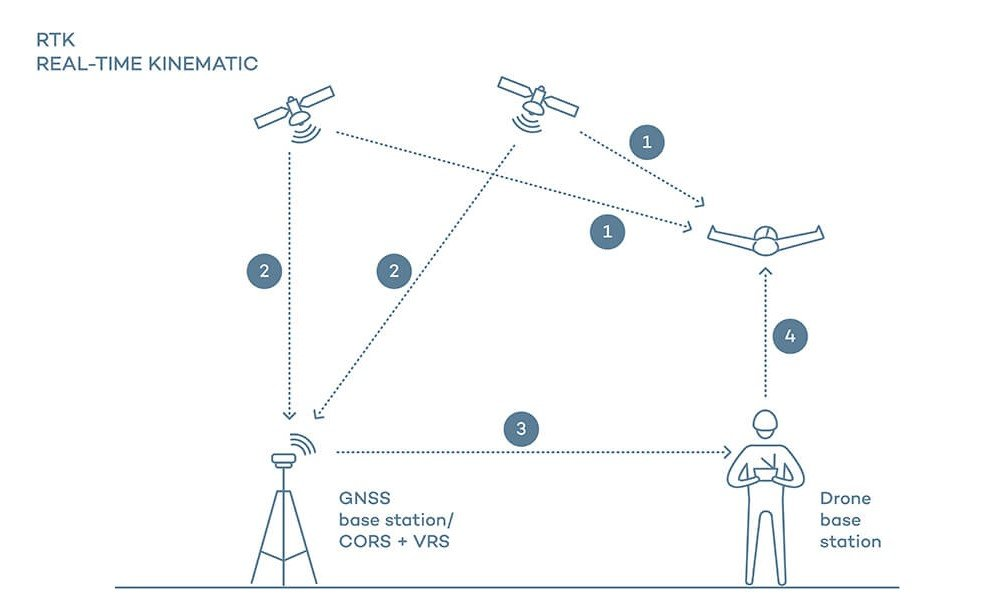 RTK
REAL-TIME KINEMATIC
1
1
2
2
4
3
GNSS
base station/
CORS + VRS
Drone
base
station